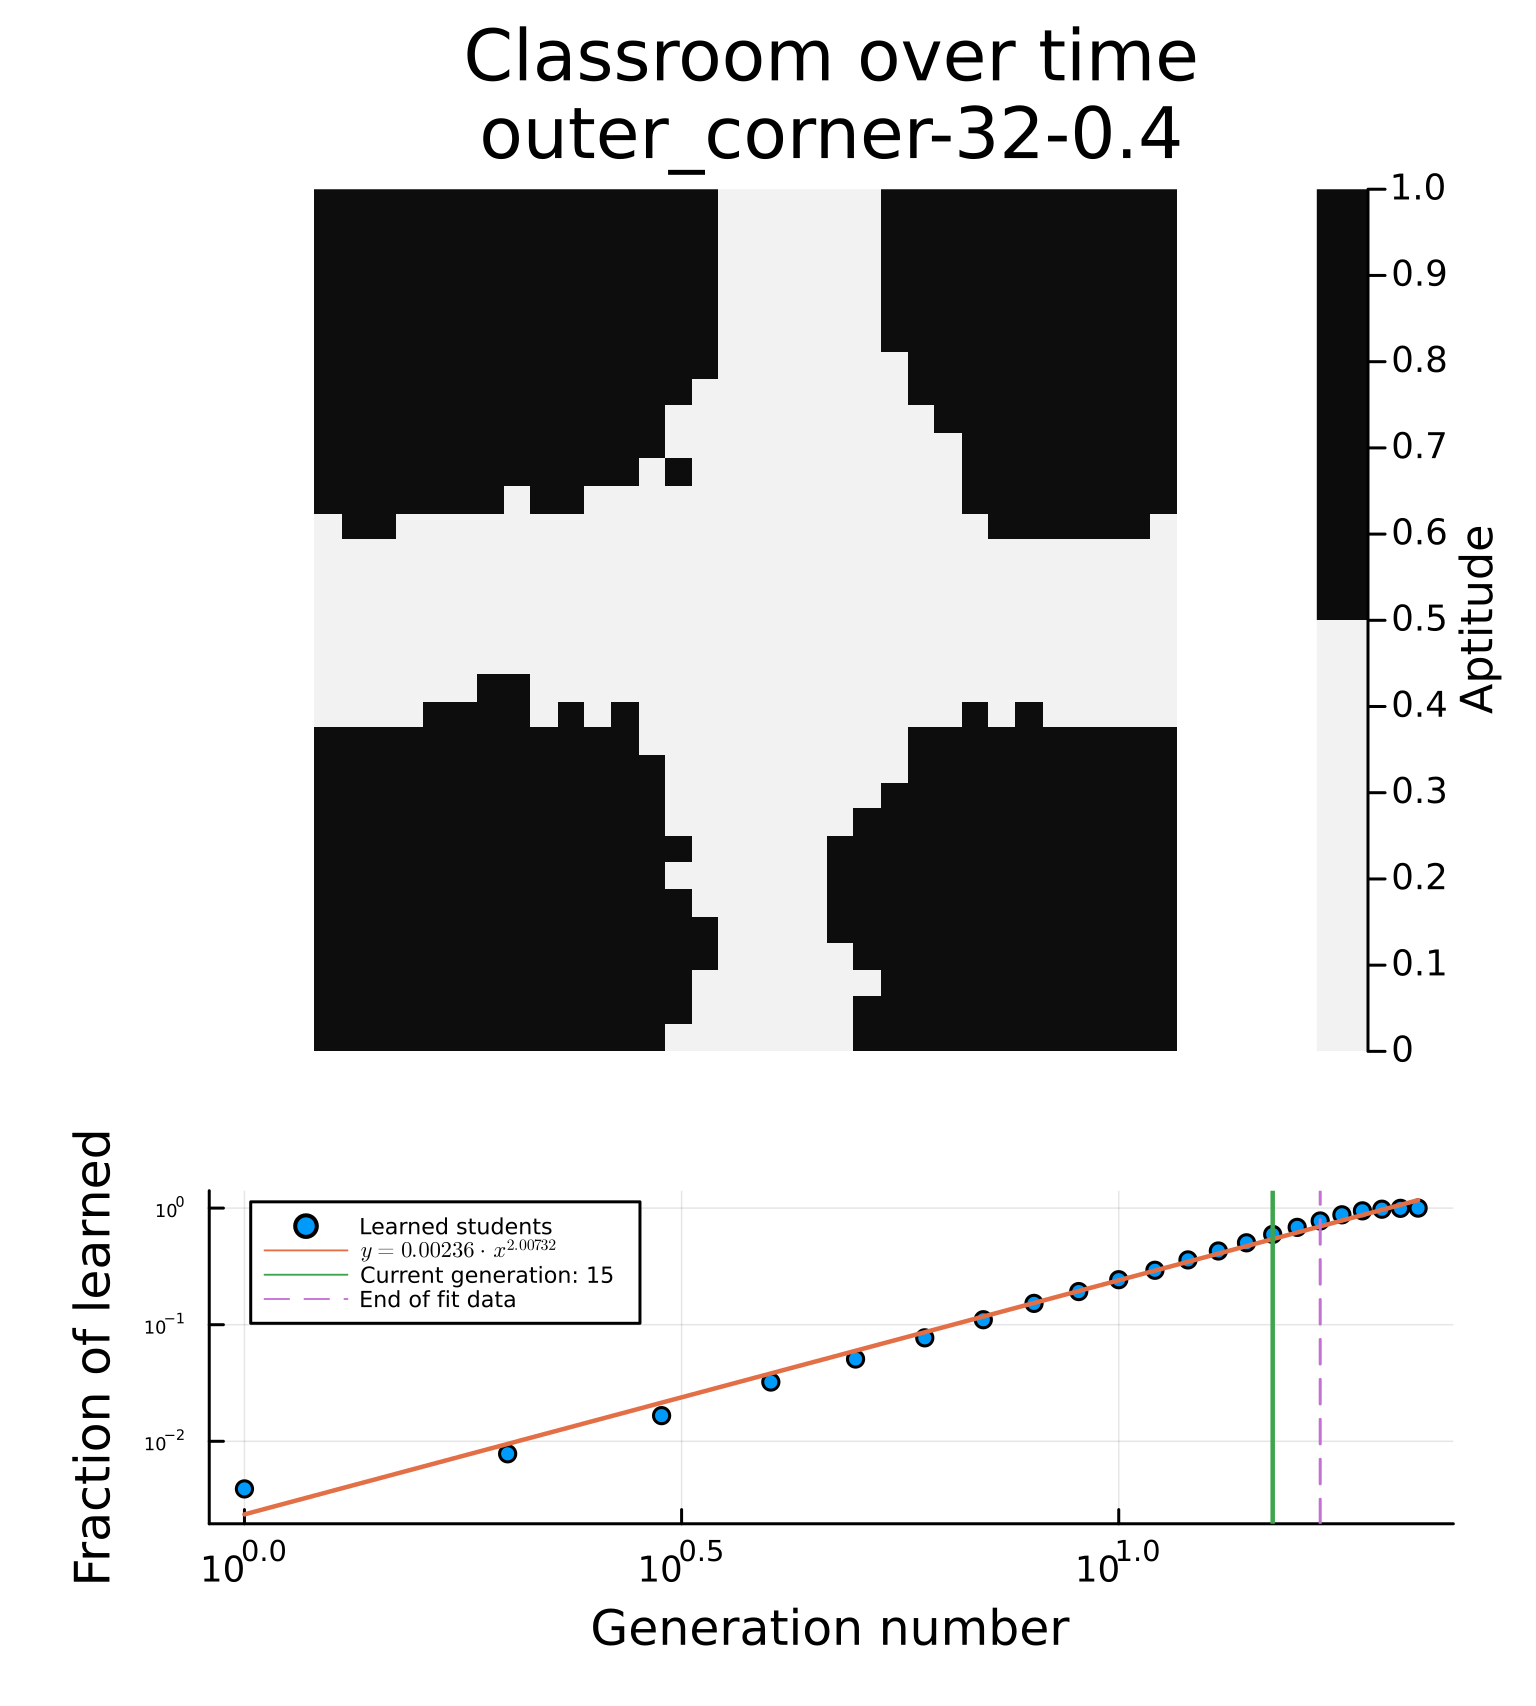 Classroom over time
outer_corner-32-0.4
1.0
0.9
0.8
0.7
0.6
0.5
0.4
0.3
0.2
0.1
0
Aptitude
Fraction of learned
10^0
10^−1
10^−2
Learned students
y = 0.00236 · x^2.00732
Current generation: 15
End of fit data
10^0.0 10^0.5 10^1.0
Generation number